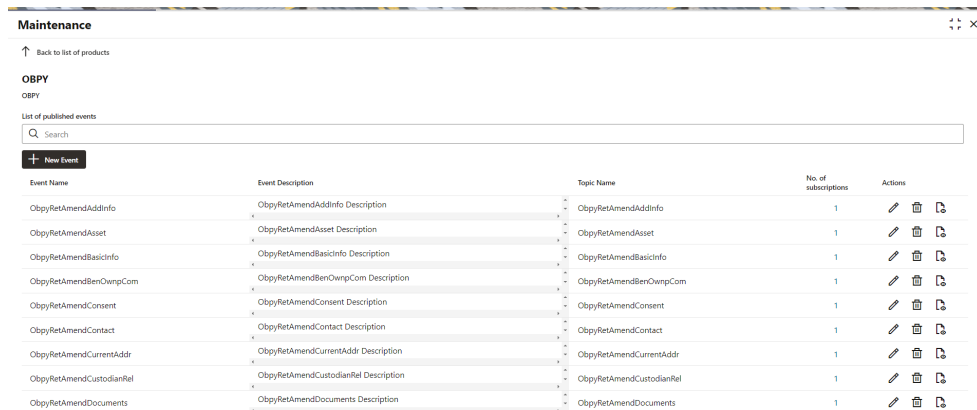 Maintenance
Back to list of products
OBPY
OBPY
List of published events
Search
New Event
Event Name Event Description Topic Name No. of subscriptions Actions
ObpyRetAmendAddInfo ObpyRetAmendAddInfo Description ObpyRetAmendAddInfo 1
ObpyRetAmendAsset ObpyRetAmendAsset Description ObpyRetAmendAsset 1
ObpyRetAmendBasicInfo ObpyRetAmendBasicInfo Description ObpyRetAmendBasicInfo 1
ObpyRetAmendBenOwnpCom ObpyRetAmendBenOwnpCom Description ObpyRetAmendBenOwnpCom 1
ObpyRetAmendConsent ObpyRetAmendConsent Description ObpyRetAmendConsent 1
ObpyRetAmendContact ObpyRetAmendContact Description ObpyRetAmendContact 1
ObpyRetAmendCurrentAddr ObpyRetAmendCurrentAddr Description ObpyRetAmendCurrentAddr 1
ObpyRetAmendCustodianRel ObpyRetAmendCustodianRel Description ObpyRetAmendCustodianRel 1
ObpyRetAmendDocuments ObpyRetAmendDocuments Description ObpyRetAmendDocuments 1